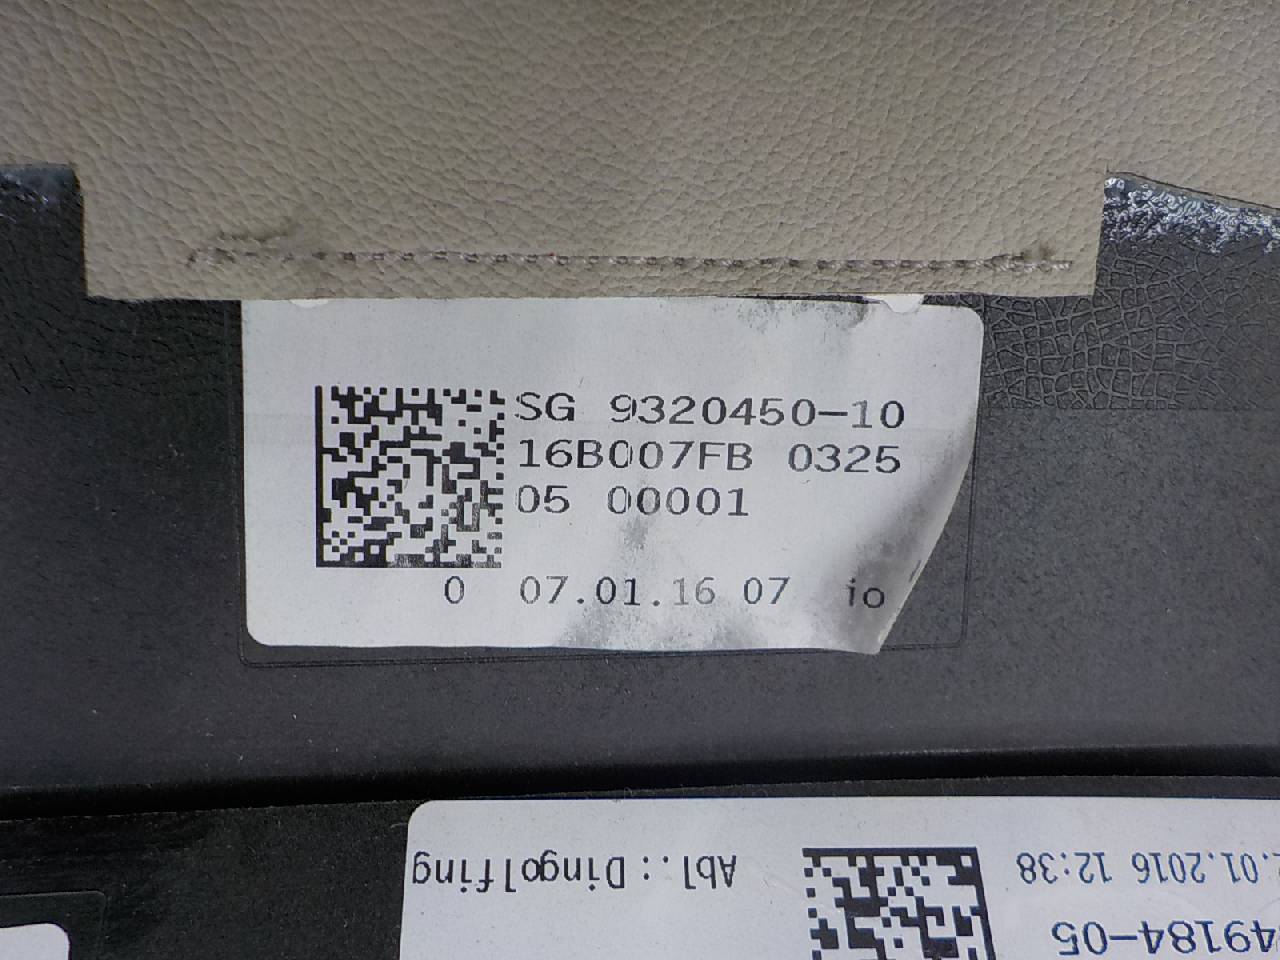 SG 9320450-10
16B007FB 0325
05 00001
0 07.01.16 07 io
Abl.: Dingolfing
.01.2016 12:38
49184-05